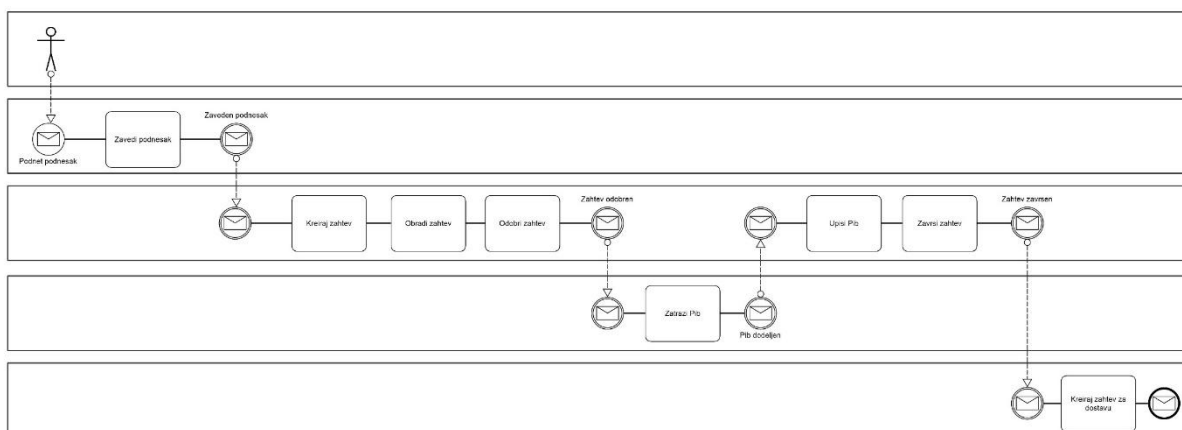 Zaveden podnesak
Zavedi podnesak
Podnet podnesak
Zahtev odobren
Zahtev zavrsen
Kreiraj zahtev
Obradi zahtev
Odobri zahtev
Upisi Pib
Zavrsi zahtev
Zatrazi Pib
Pib dodeljen
Kreiraj zahtev za
dostavu